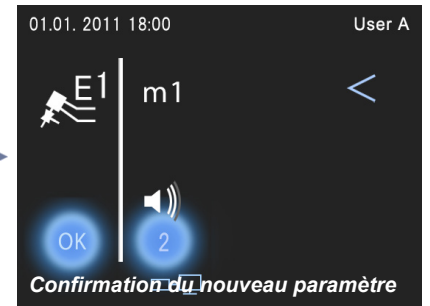 01.01. 2011 18:00 User A
E1 m1
OK 2
Confirmation du nouveau paramètre